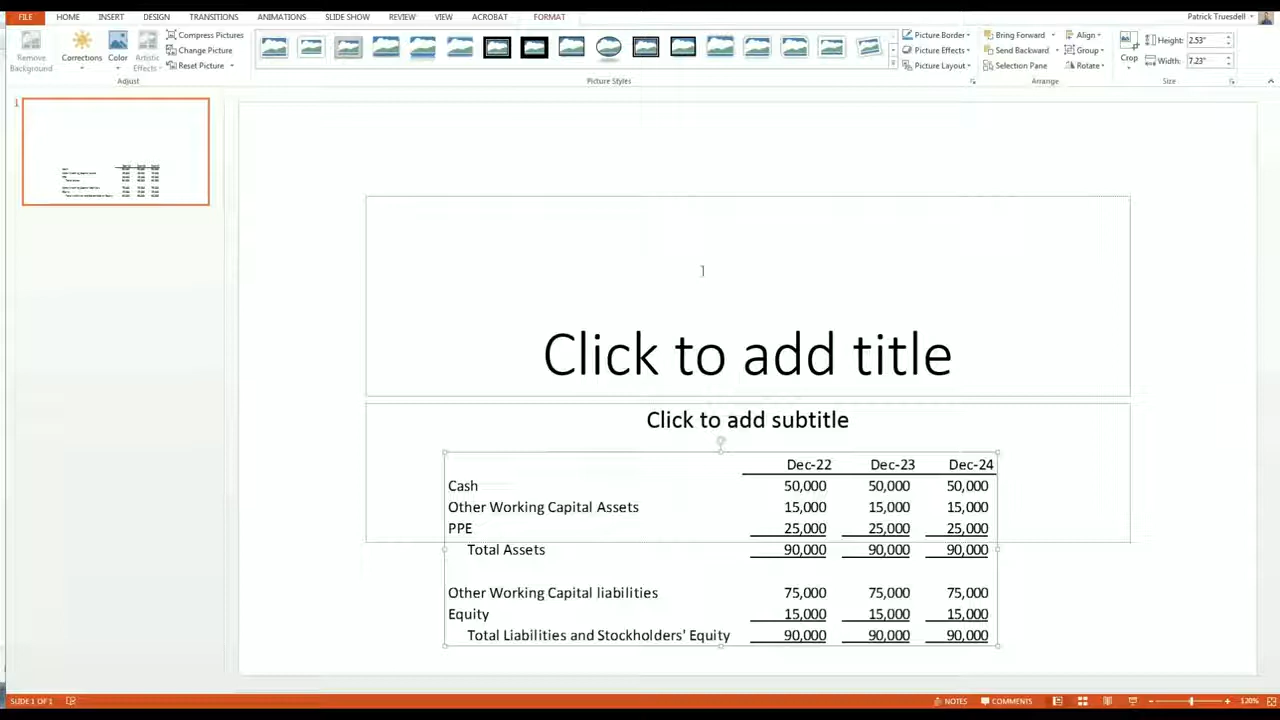 FILE HOME INSERT DESIGN TRANSITIONS ANIMATIONS SLIDE SHOW REVIEW VIEW ACROBAT FORMAT Patrick Truesdell
Remove Background
Corrections
Color
Artistic Effects
Compress Pictures
Change Picture
Reset Picture
Adjust
Picture Styles
Picture Border
Picture Effects
Picture Layout
Bring Forward
Send Backward
Selection Pane
Align
Group
Rotate
Arrange
Crop
Height: 2.53"
Width: 7.23"
Size
1
Click to add title
Click to add subtitle
Dec-22 Dec-23 Dec-24
Cash 50,000 50,000 50,000
Other Working Capital Assets 15,000 15,000 15,000
PPE 25,000 25,000 25,000
Total Assets 90,000 90,000 90,000
Other Working Capital liabilities 75,000 75,000 75,000
Equity 15,000 15,000 15,000
Total Liabilities and Stockholders' Equity 90,000 90,000 90,000
SLIDE 1 OF 1 NOTES COMMENTS 120%